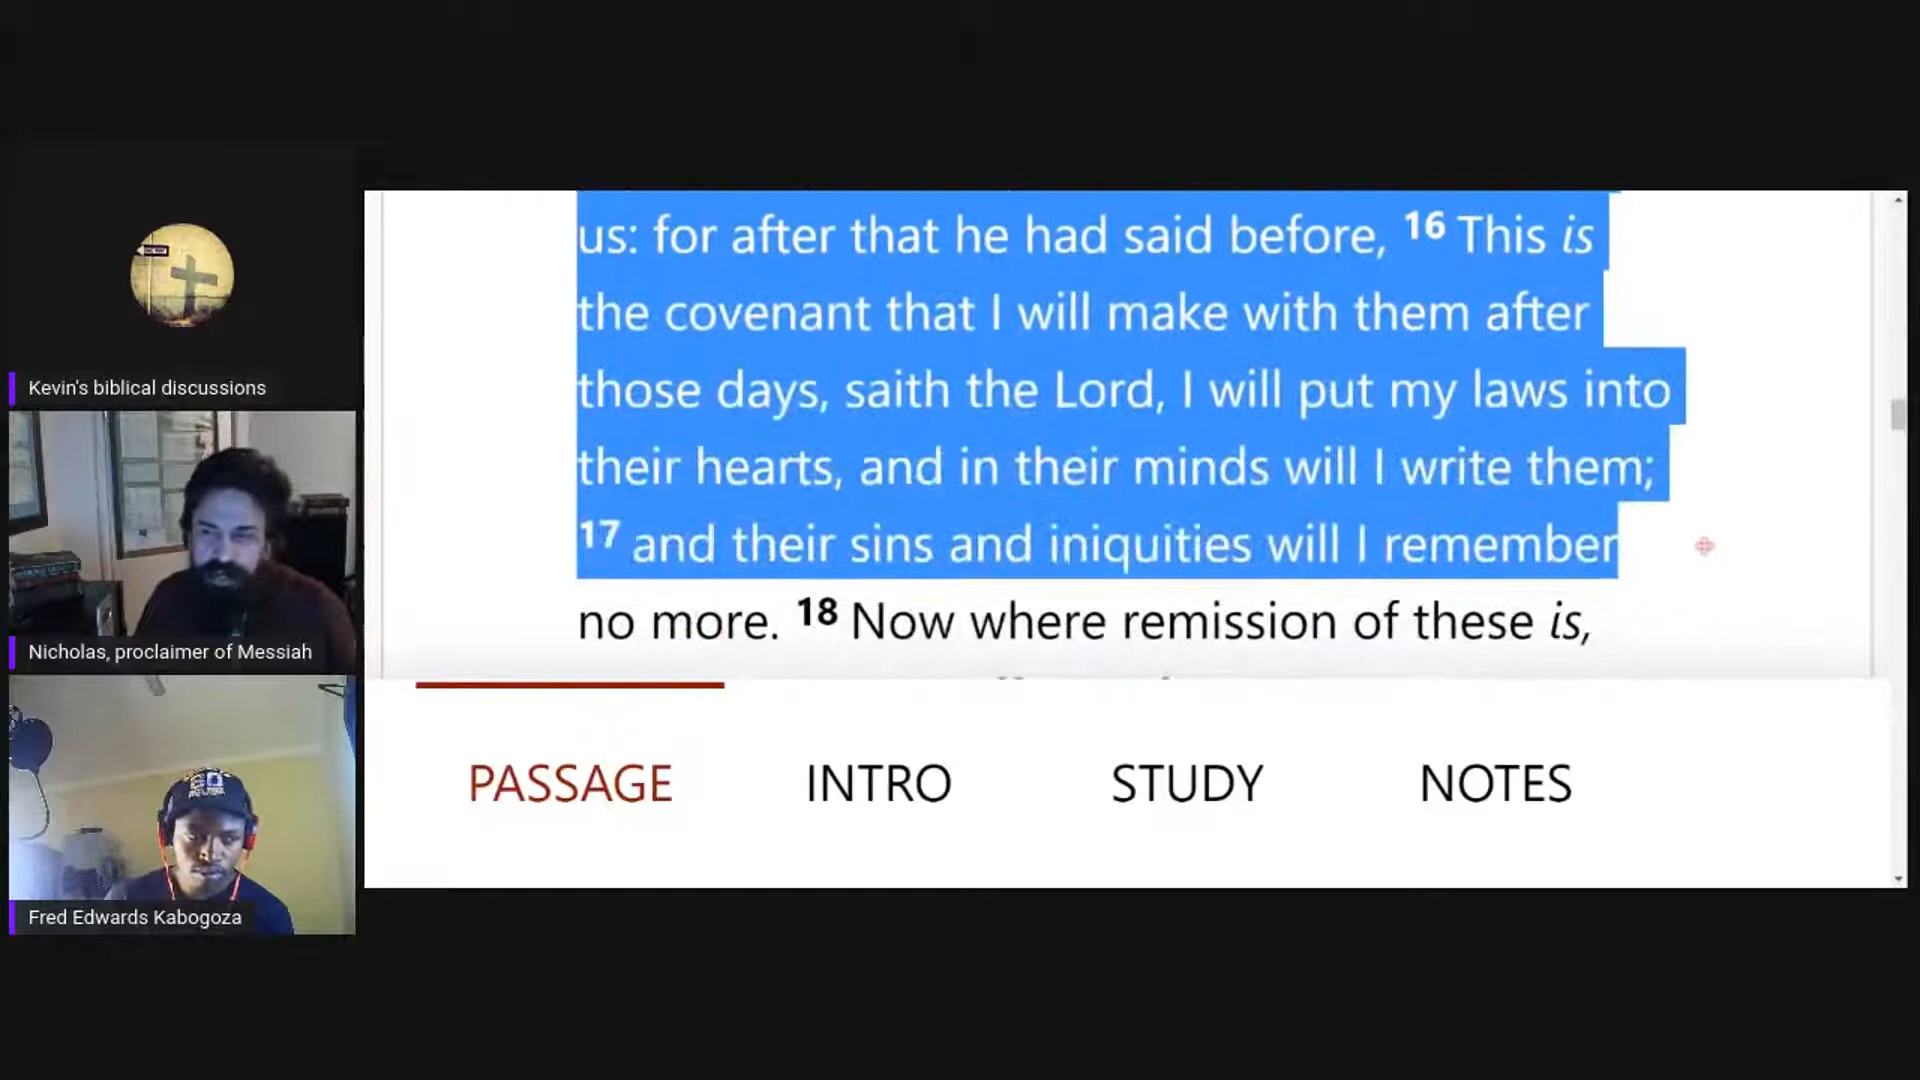 Kevin's biblical discussions
Nicholas, proclaimer of Messiah
Fred Edwards Kabogoza
us: for after that he had said before, 16 This is
the covenant that I will make with them after
those days, saith the Lord, I will put my laws into
their hearts, and in their minds will I write them;
17 and their sins and iniquities will I remember
no more. 18 Now where remission of these is,
PASSAGE INTRO STUDY NOTES